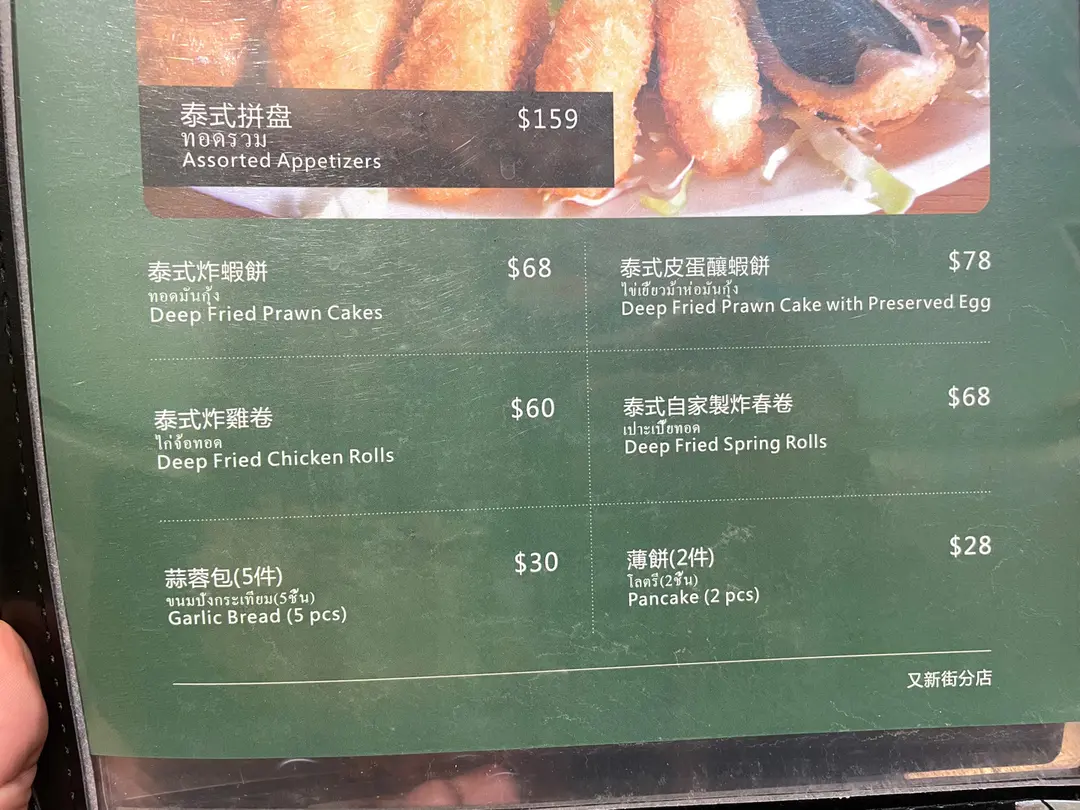 泰式拼盘 $159
ทอดรวม
Assorted Appetizers
泰式炸蝦餅 $68
ทอดมันกุ้ง
Deep Fried Prawn Cakes
泰式皮蛋釀蝦餅 $78
ไข่เยี่ยวม้าห่อมันกุ้ง
Deep Fried Prawn Cake with Preserved Egg
泰式炸雞卷 $60
ไก่จ้อทอด
Deep Fried Chicken Rolls
泰式自家製炸春卷 $68
เปาะเปี๊ยทอด
Deep Fried Spring Rolls
蒜蓉包(5件) $30
ขนมปังกระเทียม(5ชิ้น)
Garlic Bread (5 pcs)
薄餅(2件) $28
โลตรี(2ชิ้น)
Pancake (2 pcs)
又新街分店